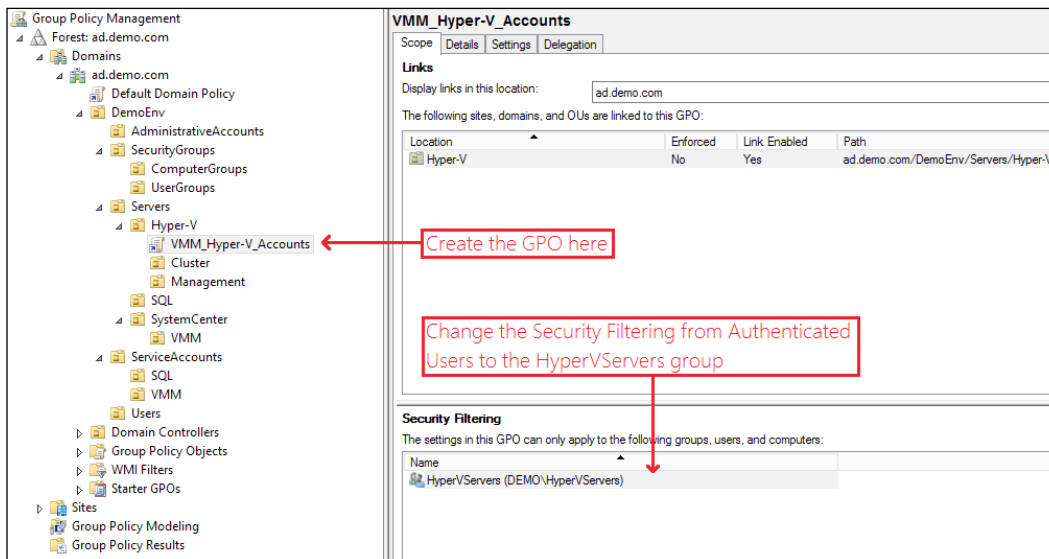 Group Policy Management
Forest: ad.demo.com
Domains
ad.demo.com
Default Domain Policy
DemoEnv
AdministrativeAccounts
SecurityGroups
ComputerGroups
UserGroups
Servers
Hyper-V
VMM_Hyper-V_Accounts
Cluster
Management
SQL
SystemCenter
VMM
ServiceAccounts
SQL
VMM
Users
Domain Controllers
Group Policy Objects
WMI Filters
Starter GPOs
Sites
Group Policy Modeling
Group Policy Results
VMM_Hyper-V_Accounts
Scope Details Settings Delegation
Links
Display links in this location: ad.demo.com
The following sites, domains, and OUs are linked to this GPO:
Location Enforced Link Enabled Path
Hyper-V No Yes ad.demo.com/DemoEnv/Servers/Hyper-V
Create the GPO here
Change the Security Filtering from Authenticated
Users to the HyperVServers group
Security Filtering
The settings in this GPO can only apply to the following groups, users, and computers:
Name
HyperVServers (DEMO\HyperVServers)